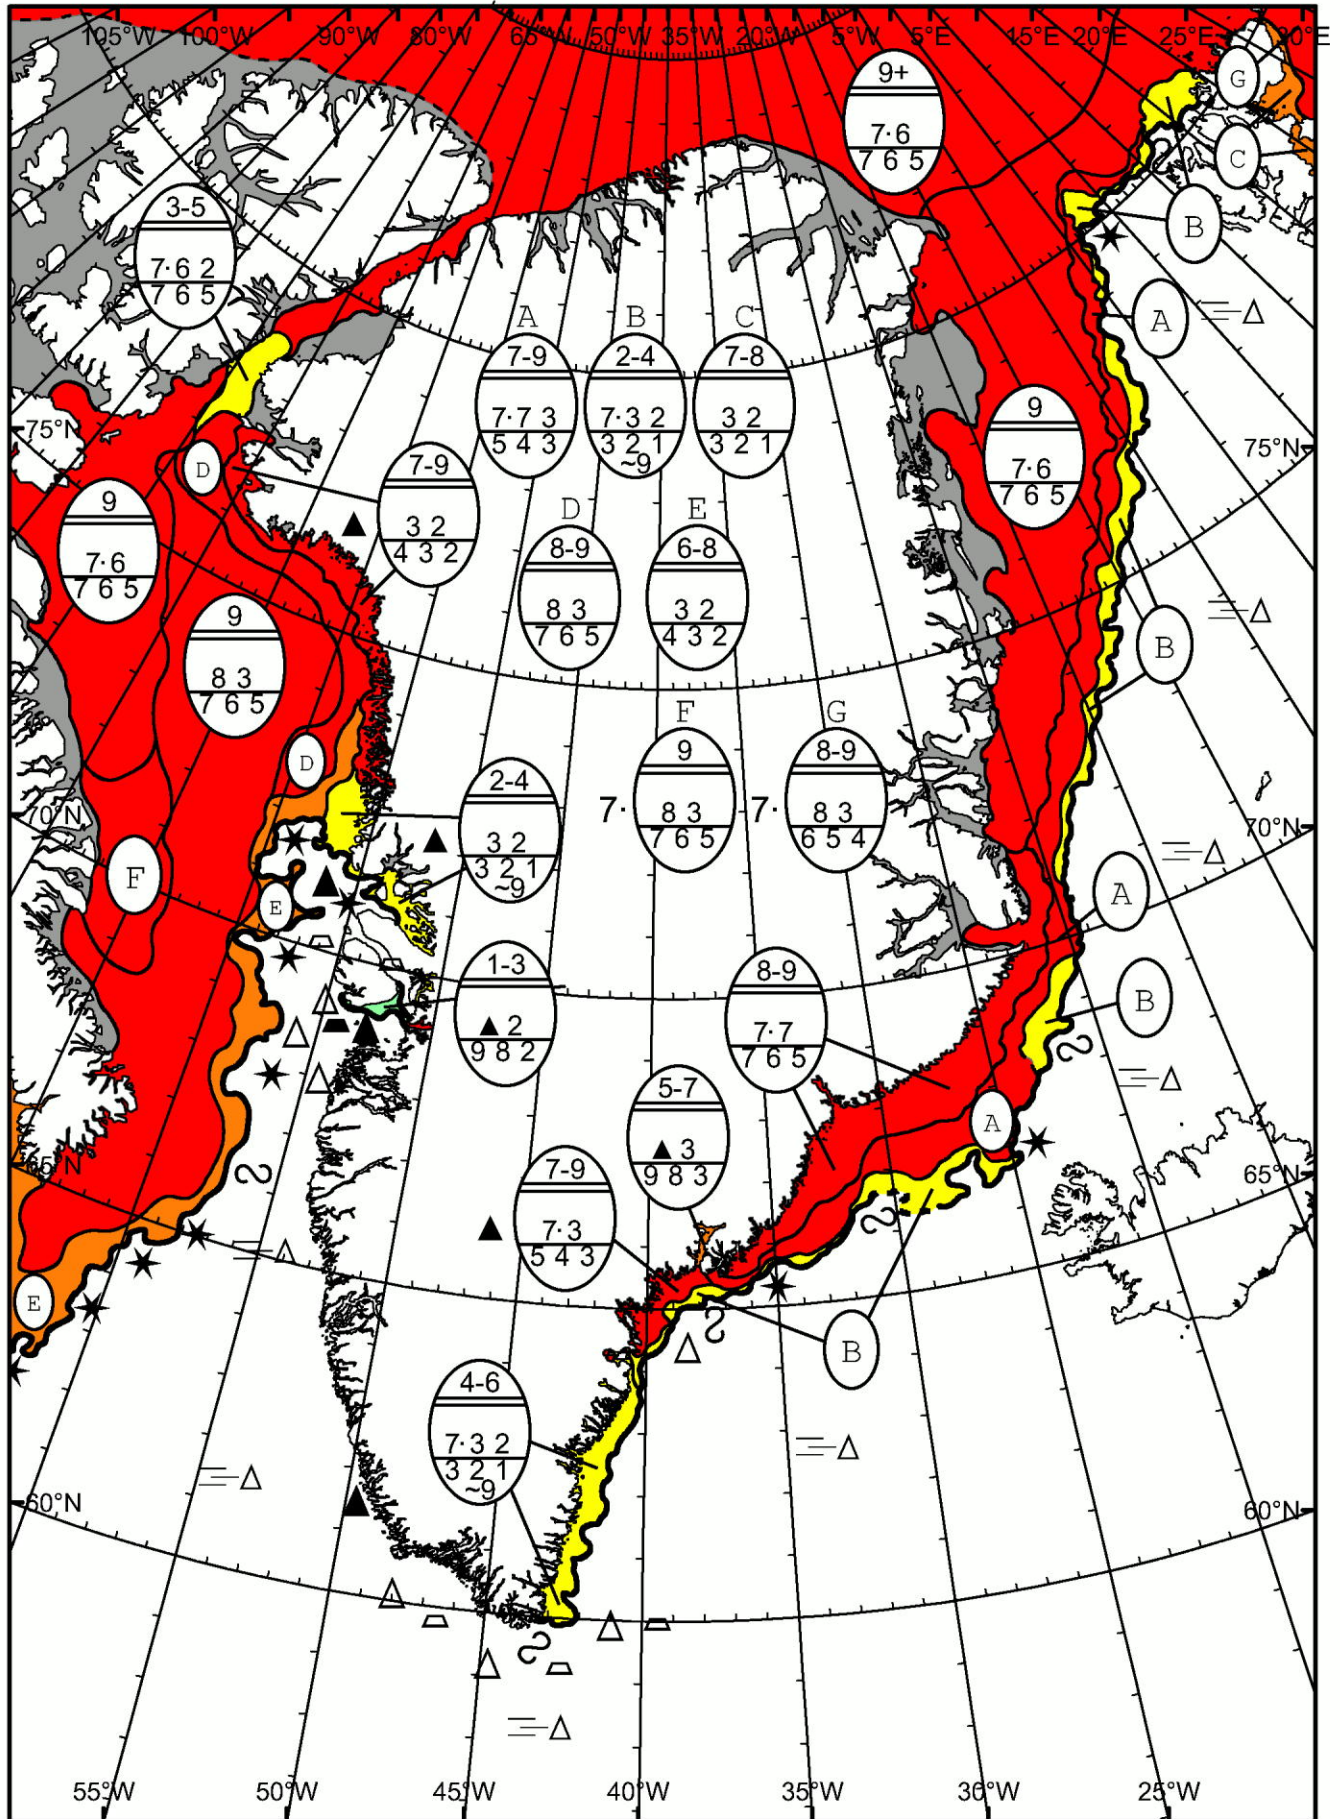 105°W 100°W 90°W 80°W 65°W 50°W 35°W 20°W 5°W 5°E 15°E 20°E 25°E 30°E
9+
7·6
7 6 5
G
C
B
3-5
7·6 2
7 6 5
A
A B C
7-9
7·7 3
5 4 3
2-4
7·3 2
3 2 1
~9
7-8
3 2
3 2 1
9
7·6
7 6 5
75°N
75°N
D
7-9
3 2
4 3 2
9
7·6
7 6 5
D E
8-9
8 3
7 6 5
6-8
3 2
4 3 2
B
9
8 3
7 6 5
F G
7·
9
8 3
7 6 5
7·
8-9
8 3
6 5 4
D
2-4
3 2
3 2 1
~9
70°N
70°N
F
E
A
1-3
▲ 2
9 8 2
8-9
7·7
7 6 5
B
5-7
▲ 3
9 8 3
A
65°N
65°N
7-9
7·3
5 4 3
E
B
4-6
7·3 2
3 2 1
~9
60°N
60°N
55°W 50°W 45°W 40°W 35°W 30°W 25°W